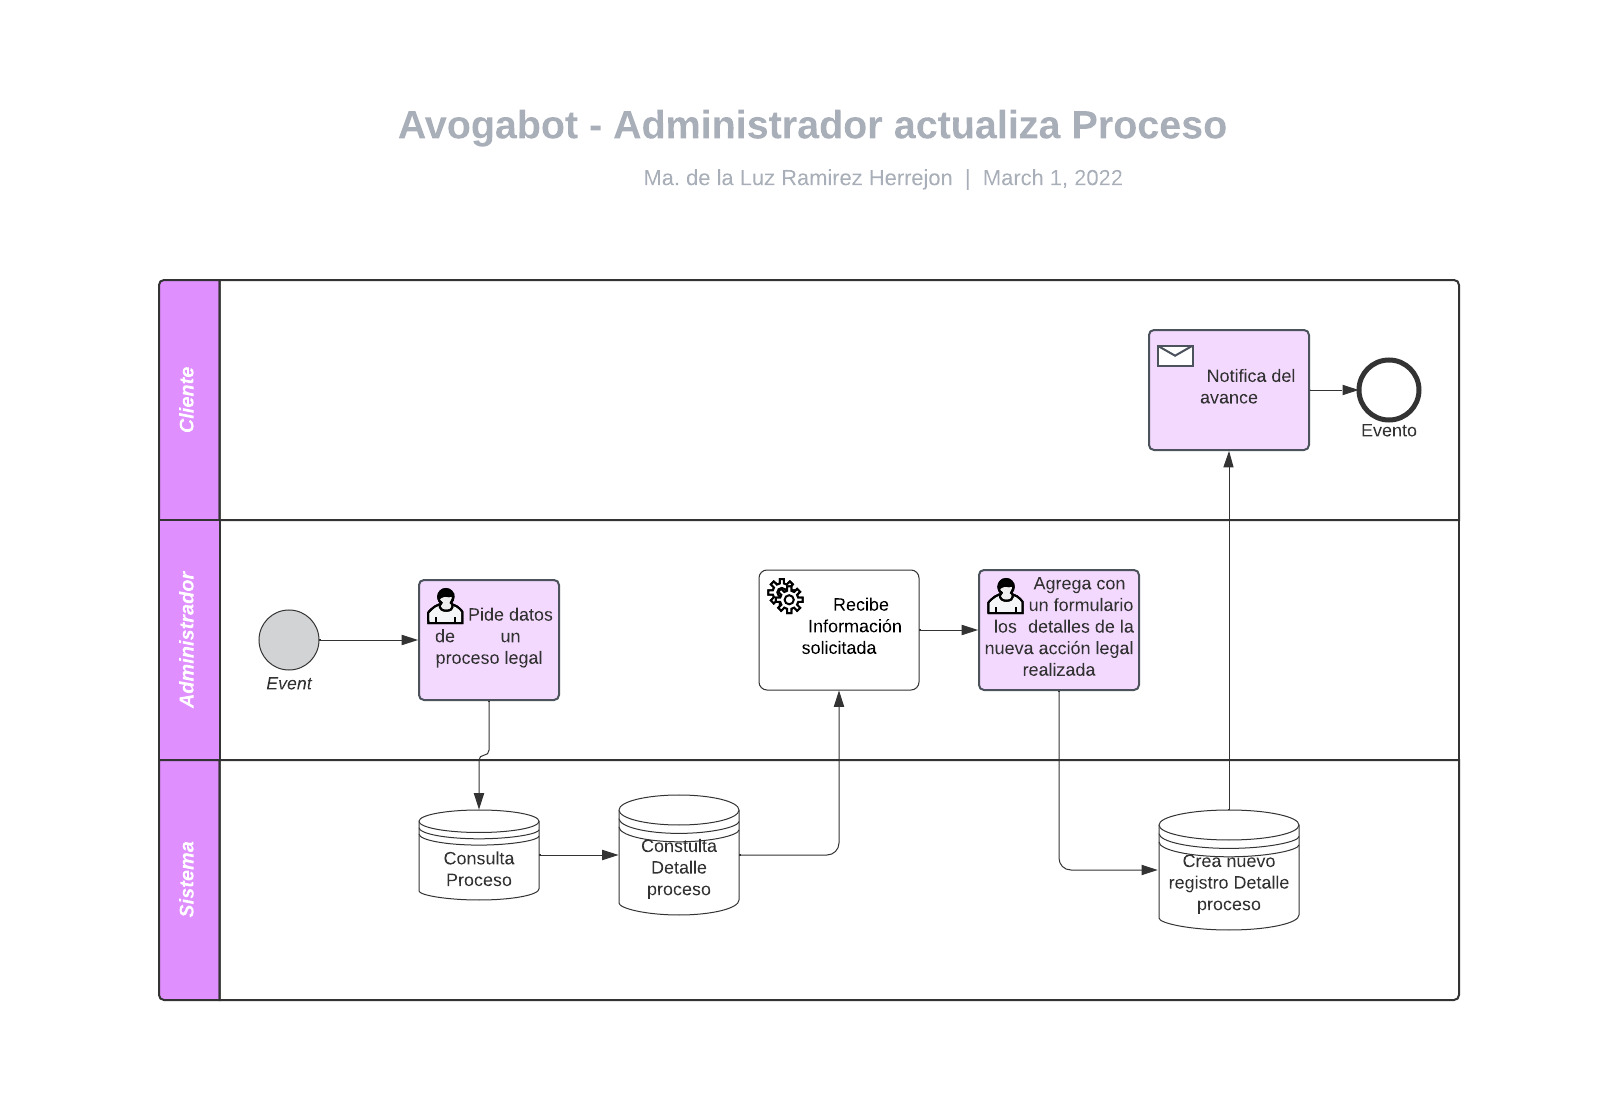 Avogabot - Administrador actualiza Proceso
Ma. de la Luz Ramirez Herrejon | March 1, 2022
Cliente
Notifica del
avance
Evento
Administrador
Event
Pide datos
de un
proceso legal
Recibe
Información
solicitada
Agrega con
un formulario
los detalles de la
nueva acción legal
realizada
Sistema
Consulta
Proceso
Constulta
Detalle
proceso
Crea nuevo
registro Detalle
proceso